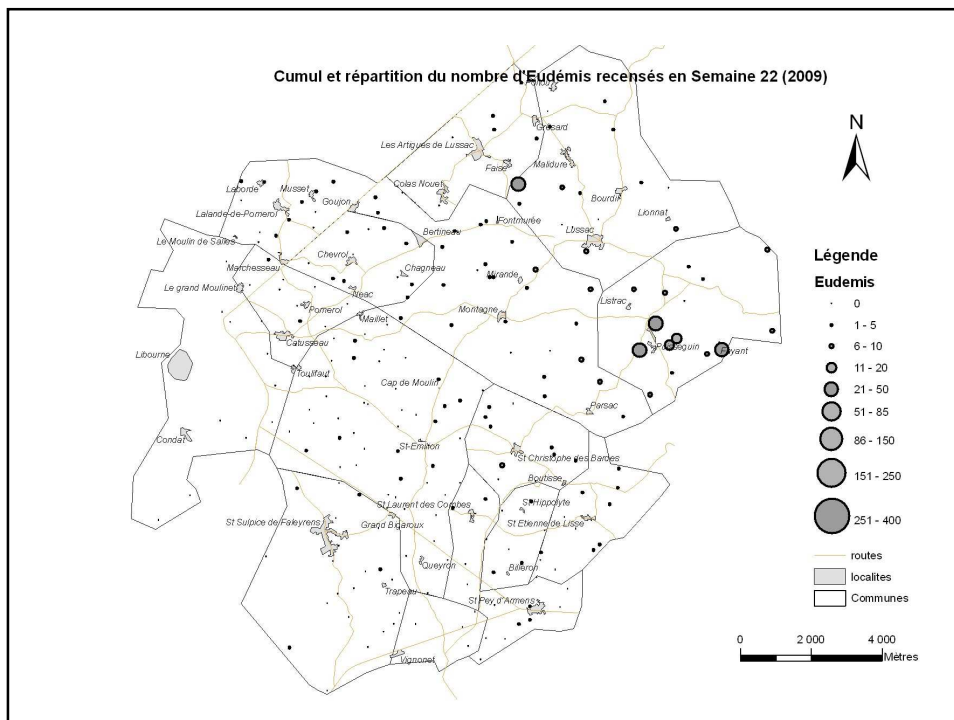 Cumul et répartition du nombre d'Eudémis recensés en Semaine 22 (2009)
N
Grésard
Les Artigues de Lussac
Faise
Malidure
Colas Nouet
Bourdil
Laborde
Musset
Goujon
Lalande-de-Pomerol
Lionnat
Fontmurée
Bertineau
Lussac
Le Moulin de Salles
Marchesseau
Chevrol
Chagneau
Mirande
Le grand Moulinet
Néac
Listrac
Pomerol
Maillet
Montagne
Catusseau
Puisseguin
Fayant
Libourne
Toulifaut
Cap de Moulin
Parsac
Condat
St-Emilion
St Christophe des Bardes
Boutisse
St Laurent des Combes
St Hippolyte
St Sulpice de Faleyrens
Grand Bigaroux
St Etienne de Lisse
Queyron
Billeron
Trapeau
St Pey d'Armens
Vignonet
Légende
Eudemis
0
1 - 5
6 - 10
11 - 20
21 - 50
51 - 85
86 - 150
151 - 250
251 - 400
routes
localites
Communes
0 2 000 4 000
Mètres